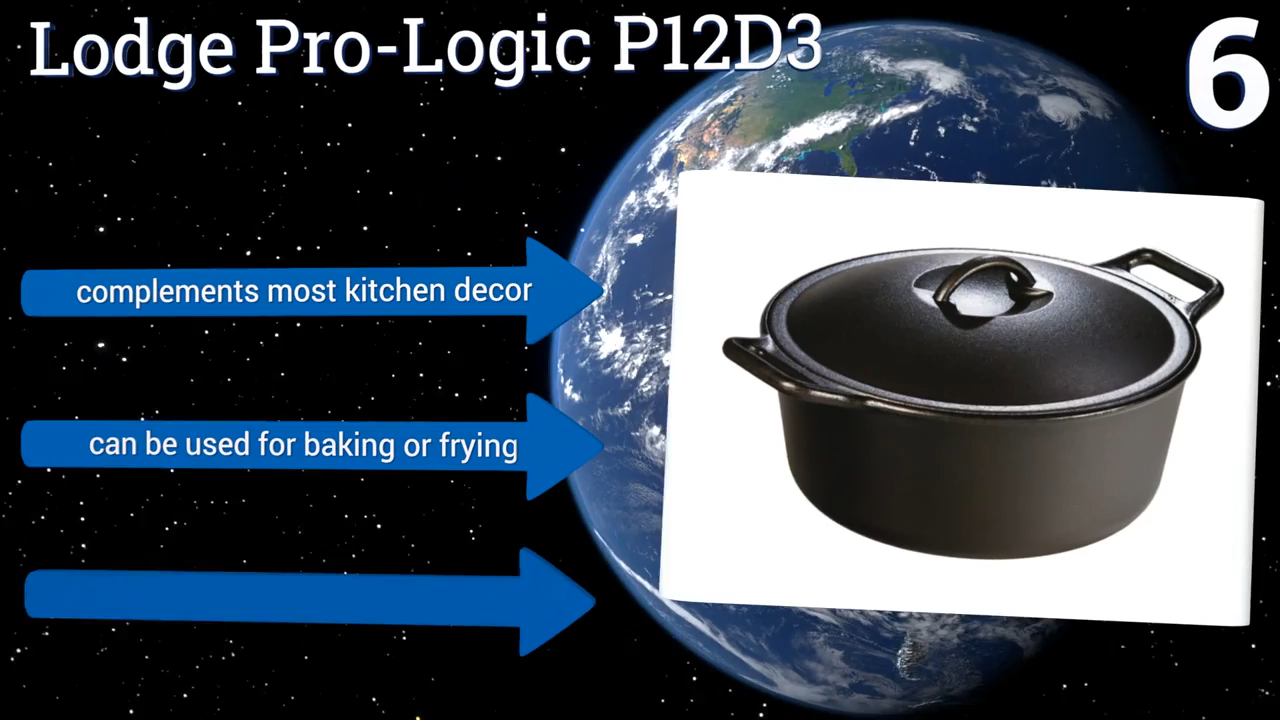 Lodge Pro-Logic P12D3
6
complements most kitchen decor
can be used for baking or frying